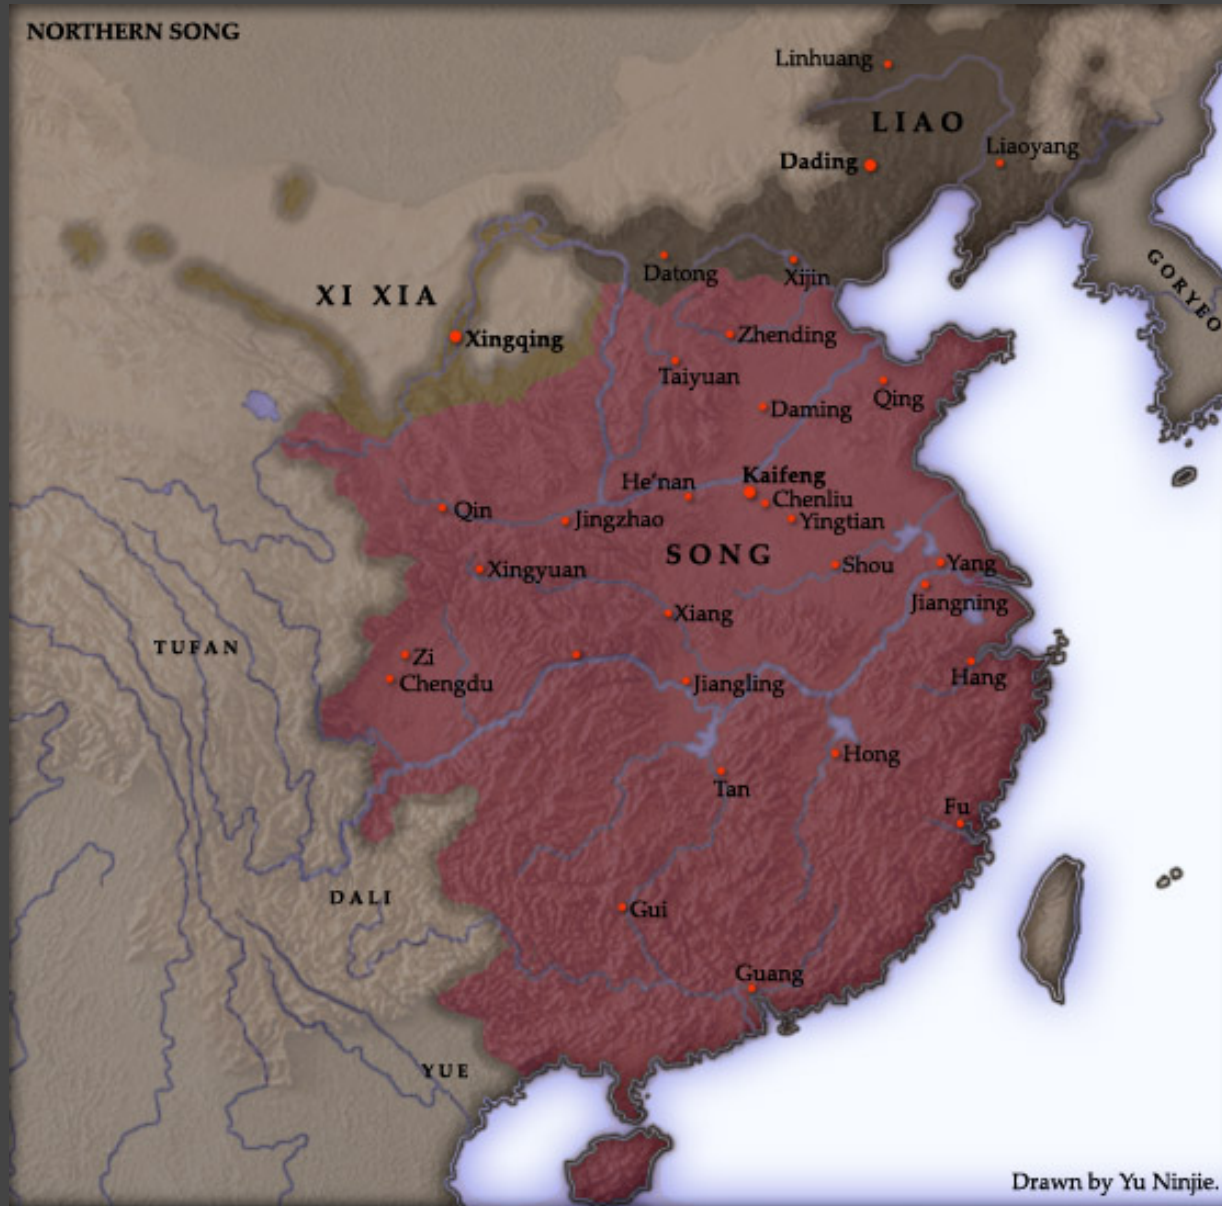 NORTHERN SONG
Linhuang
LIAO
Dading
Liaoyang
GORYEO
Datong
Xijin
XI XIA
Xingqing
Zhending
Taiyuan
Qing
Daming
He'nan
Kaifeng
Chenliu
Qin
Jingzhao
Yingtian
SONG
Xingyuan
Shou
Yang
Jiangning
Xiang
TUFAN
Zi
Chengdu
Jiangling
Hang
Hong
Tan
Fu
DALI
Gui
Guang
YUE
Drawn by Yu Ninjie.